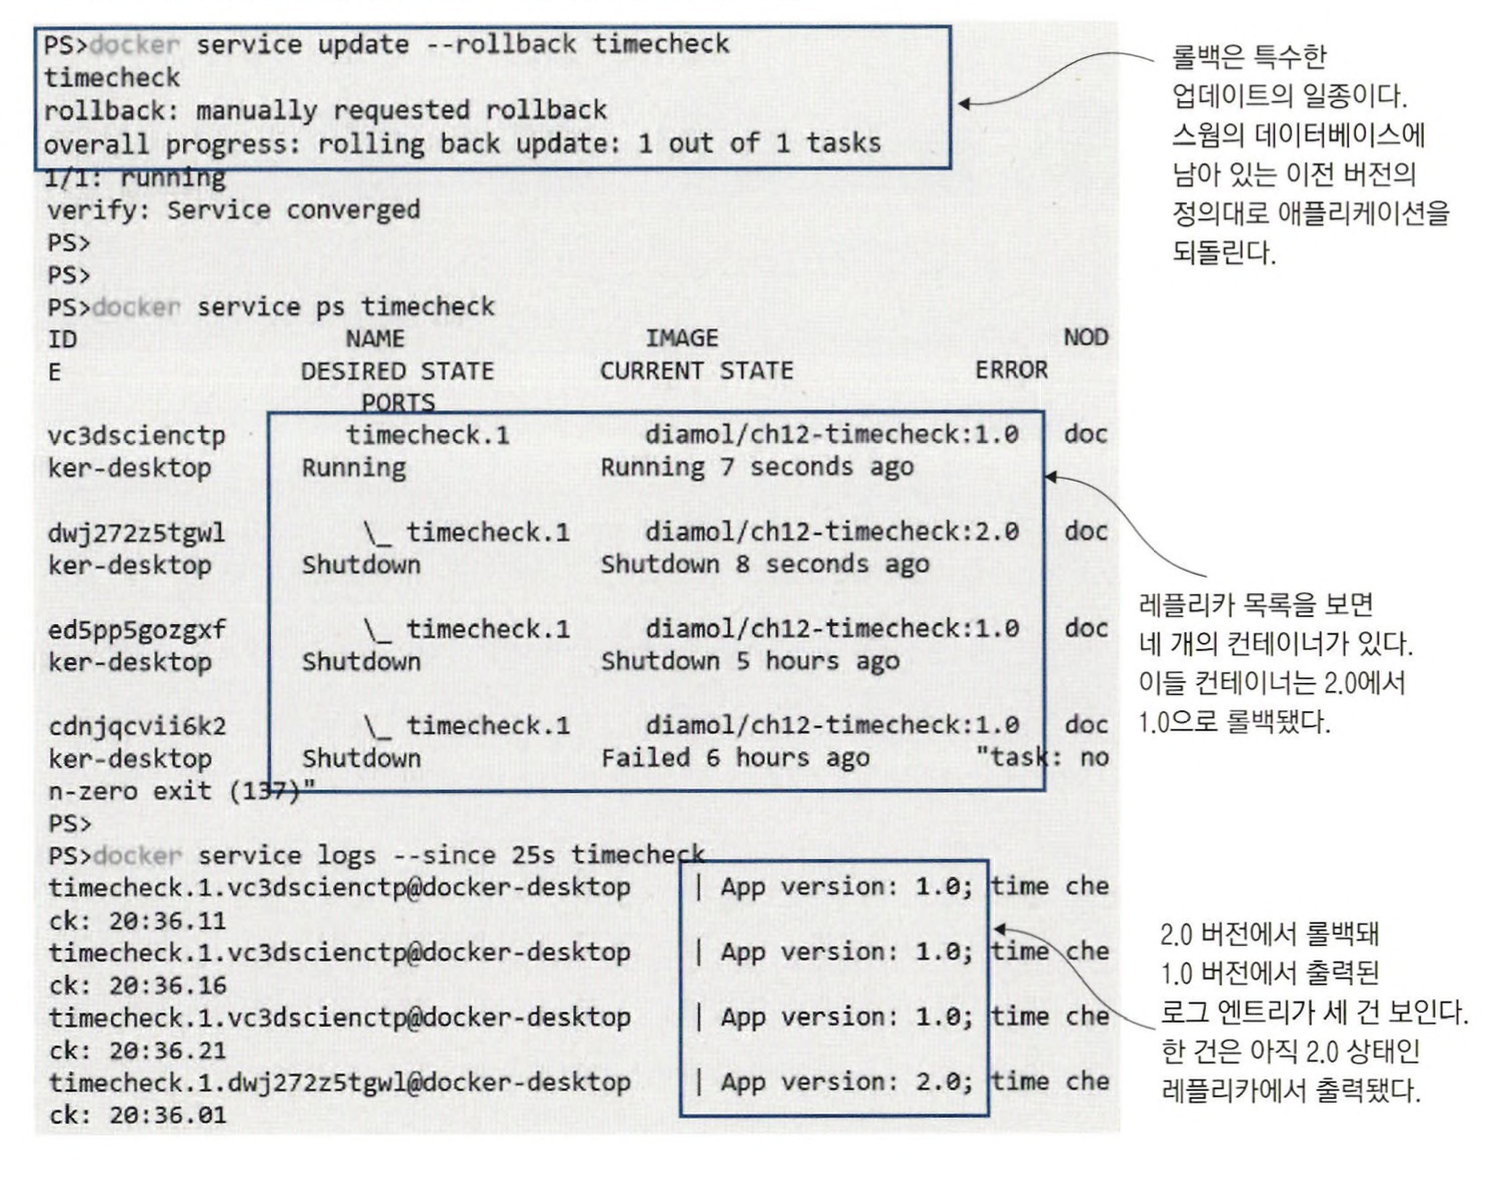 PS>docker service update --rollback timecheck
timecheck
rollback: manually requested rollback
overall progress: rolling back update: 1 out of 1 tasks
1/1: running
verify: Service converged
PS>
PS>
PS>docker service ps timecheck
ID NAME IMAGE NOD
E DESIRED STATE CURRENT STATE ERROR
PORTS
vc3dscienctp timecheck.1 diamol/ch12-timecheck:1.0 doc
ker-desktop Running Running 7 seconds ago
dwj272z5tgwl \_ timecheck.1 diamol/ch12-timecheck:2.0 doc
ker-desktop Shutdown Shutdown 8 seconds ago
ed5pp5gozgxf \_ timecheck.1 diamol/ch12-timecheck:1.0 doc
ker-desktop Shutdown Shutdown 5 hours ago
cdnjqcvii6k2 \_ timecheck.1 diamol/ch12-timecheck:1.0 doc
ker-desktop Shutdown Failed 6 hours ago "task: no
n-zero exit (137)"
PS>
PS>docker service logs --since 25s timecheck
timecheck.1.vc3dscienctp@docker-desktop | App version: 1.0; time che
ck: 20:36.11
timecheck.1.vc3dscienctp@docker-desktop | App version: 1.0; time che
ck: 20:36.16
timecheck.1.vc3dscienctp@docker-desktop | App version: 1.0; time che
ck: 20:36.21
timecheck.1.dwj272z5tgwl@docker-desktop | App version: 2.0; time che
ck: 20:36.01
롤백은 특수한
업데이트의 일종이다.
스웜의 데이터베이스에
남아 있는 이전 버전의
정의대로 애플리케이션을
되돌린다.
레플리카 목록을 보면
네 개의 컨테이너가 있다.
이들 컨테이너는 2.0에서
1.0으로 롤백됐다.
2.0 버전에서 롤백돼
1.0 버전에서 출력된
로그 엔트리가 세 건 보인다.
한 건은 아직 2.0 상태인
레플리카에서 출력됐다.